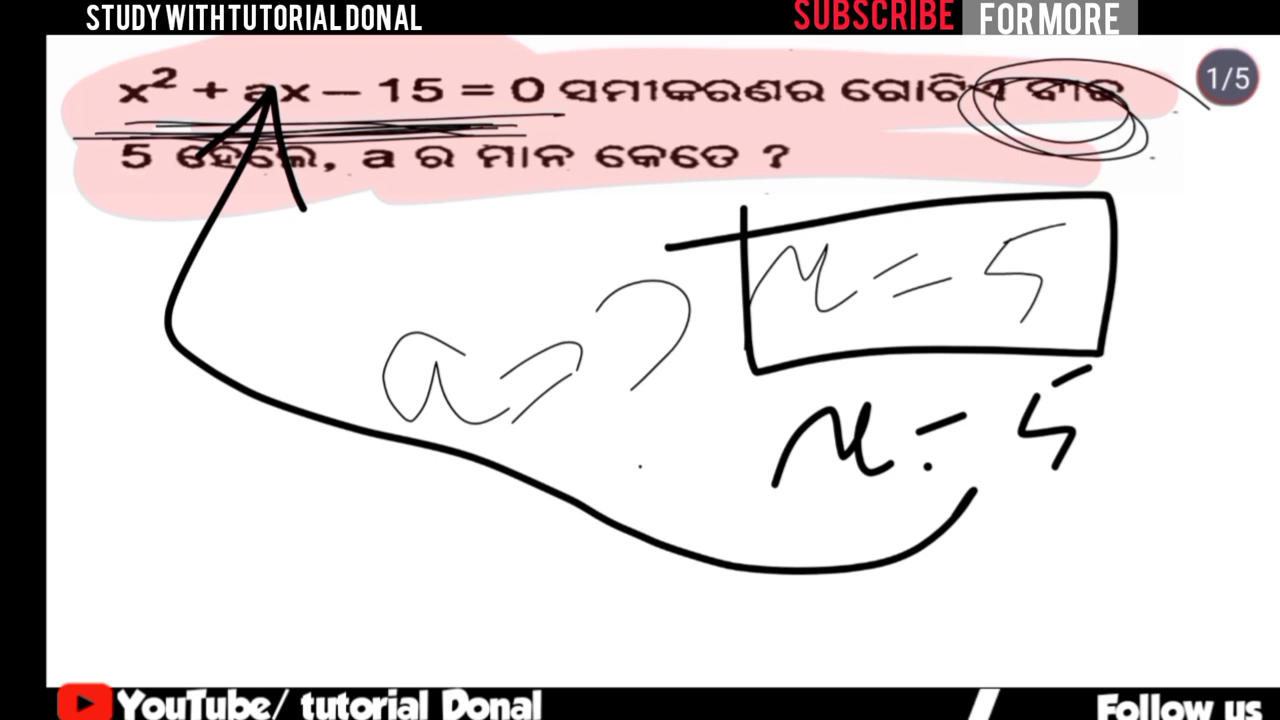 STUDY WITH TUTORIAL DONAL
SUBSCRIBE FOR MORE
x² + ax – 15 = 0 ସମୀକରଣର ଗୋଟିଏ ବୀଜ
1/5
5 ହେଲେ, a ର ମାନ କେତେ ?
x = 5
a = ?
x = 5
YouTube/ tutorial Donal
Follow us